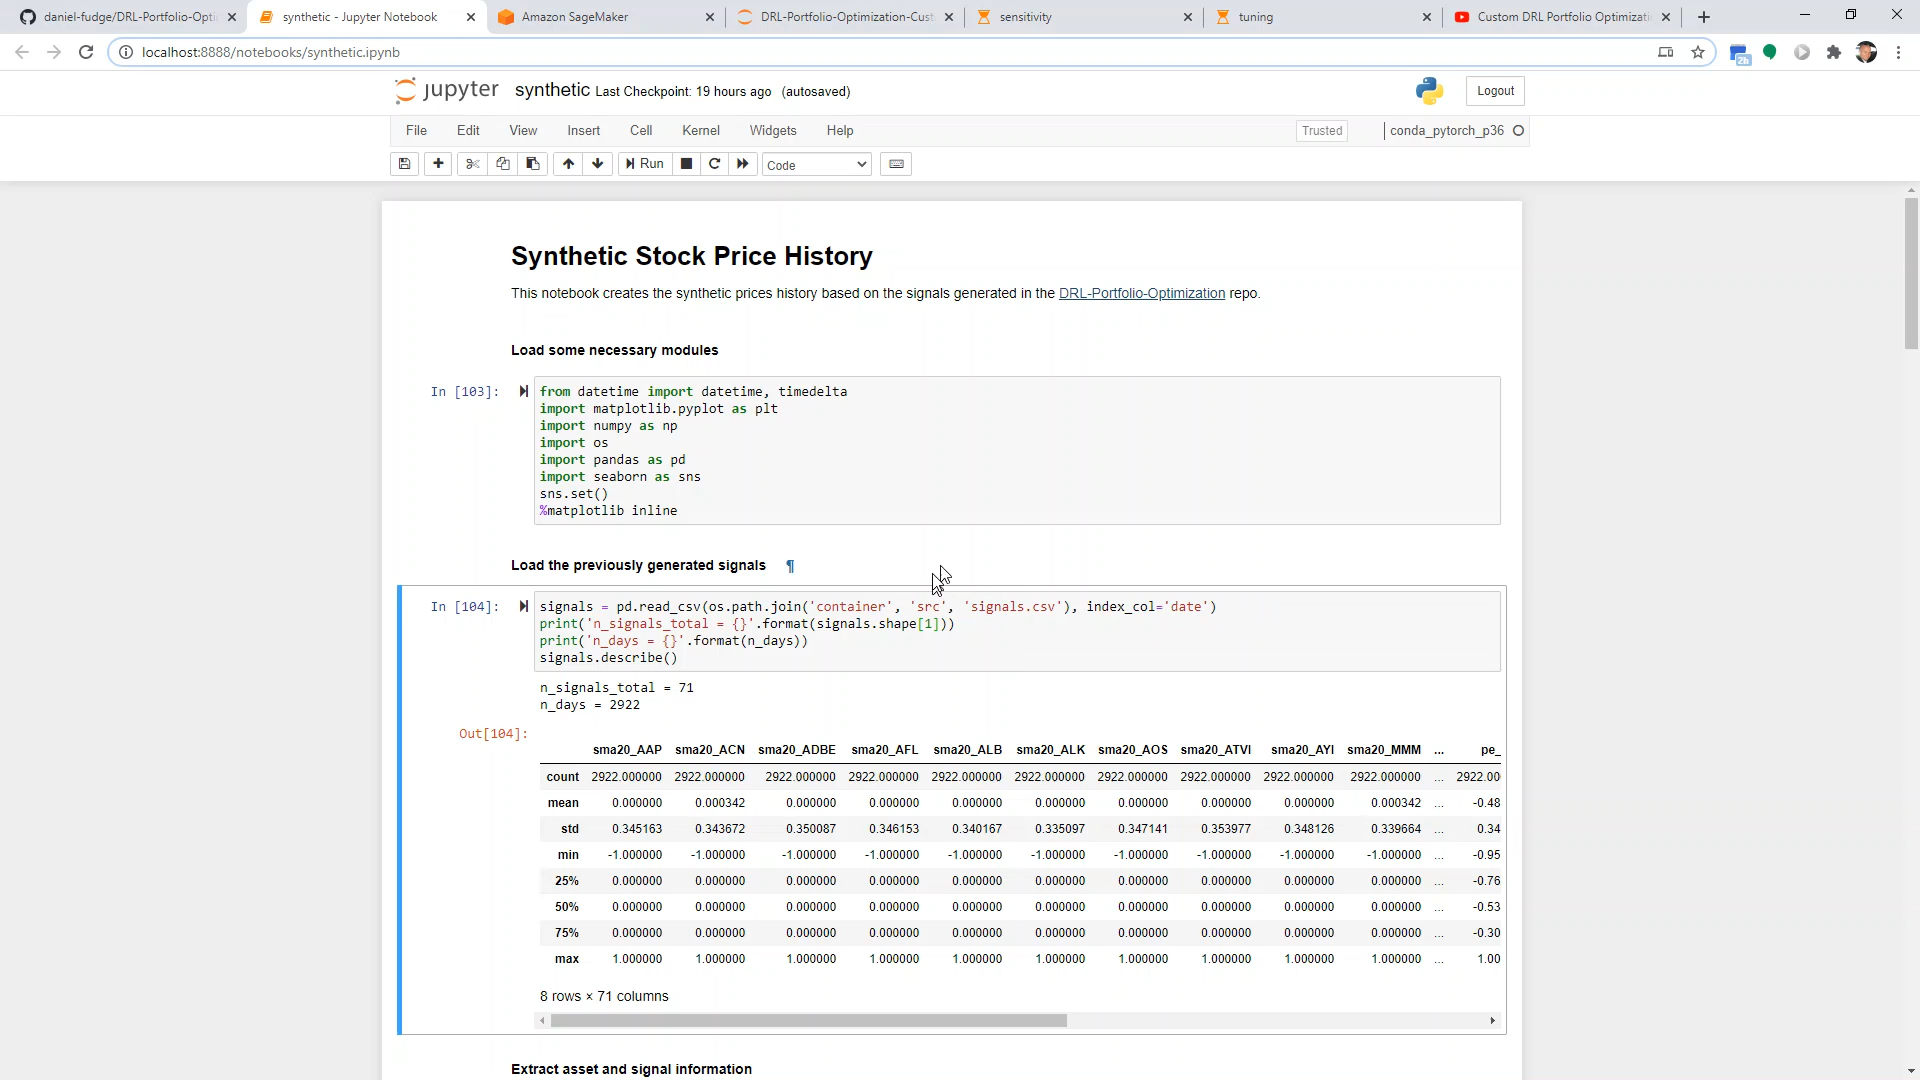 daniel-fudge/DRL-Portfolio-Opti
synthetic - Jupyter Notebook
Amazon SageMaker
DRL-Portfolio-Optimization-Cust
sensitivity
tuning
Custom DRL Portfolio Optimizati
localhost:8888/notebooks/synthetic.ipynb
2h
jupyter synthetic Last Checkpoint: 19 hours ago (autosaved)
Logout
File Edit View Insert Cell Kernel Widgets Help
Trusted
conda_pytorch_p36
Run
Code
Synthetic Stock Price History
This notebook creates the synthetic prices history based on the signals generated in the DRL-Portfolio-Optimization repo.
Load some necessary modules
In [103]:
from datetime import datetime, timedelta
import matplotlib.pyplot as plt
import numpy as np
import os
import pandas as pd
import seaborn as sns
sns.set()
%matplotlib inline
Load the previously generated signals ¶
In [104]:
signals = pd.read_csv(os.path.join('container', 'src', 'signals.csv'), index_col='date')
print('n_signals_total = {}'.format(signals.shape[1]))
print('n_days = {}'.format(n_days))
signals.describe()
n_signals_total = 71
n_days = 2922
Out[104]:
sma20_AAP sma20_ACN sma20_ADBE sma20_AFL sma20_ALB sma20_ALK sma20_AOS sma20_ATVI sma20_AYI sma20_MMM ... pe_
count 2922.000000 2922.000000 2922.000000 2922.000000 2922.000000 2922.000000 2922.000000 2922.000000 2922.000000 2922.000000 ... 2922.00
mean 0.000000 0.000342 0.000000 0.000000 0.000000 0.000000 0.000000 0.000000 0.000000 0.000342 ... -0.48
std 0.345163 0.343672 0.350087 0.346153 0.340167 0.335097 0.347141 0.353977 0.348126 0.339664 ... 0.34
min -1.000000 -1.000000 -1.000000 -1.000000 -1.000000 -1.000000 -1.000000 -1.000000 -1.000000 -1.000000 ... -0.95
25% 0.000000 0.000000 0.000000 0.000000 0.000000 0.000000 0.000000 0.000000 0.000000 0.000000 ... -0.76
50% 0.000000 0.000000 0.000000 0.000000 0.000000 0.000000 0.000000 0.000000 0.000000 0.000000 ... -0.53
75% 0.000000 0.000000 0.000000 0.000000 0.000000 0.000000 0.000000 0.000000 0.000000 0.000000 ... -0.30
max 1.000000 1.000000 1.000000 1.000000 1.000000 1.000000 1.000000 1.000000 1.000000 1.000000 ... 1.00
8 rows × 71 columns
Extract asset and signal information